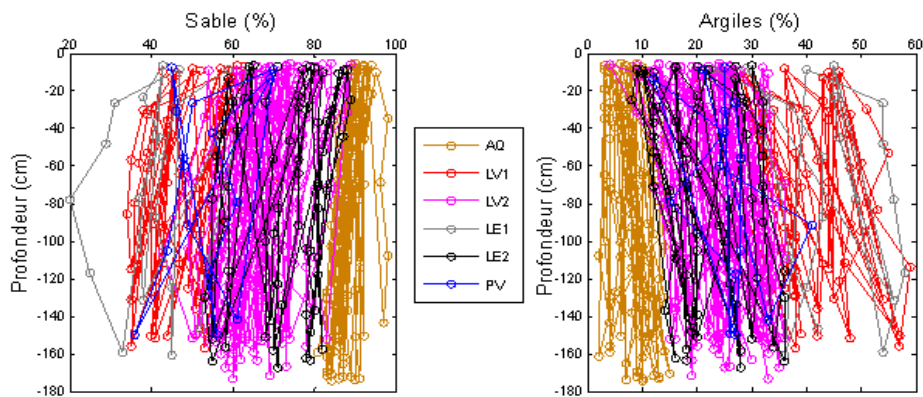 Sable (%)
20 40 60 80 100
Profondeur (cm)
0
-20
-40
-60
-80
-100
-120
-140
-160
-180
AQ
LV1
LV2
LE1
LE2
PV
Argiles (%)
0 10 20 30 40 50 60
Profondeur (cm)
0
-20
-40
-60
-80
-100
-120
-140
-160
-180